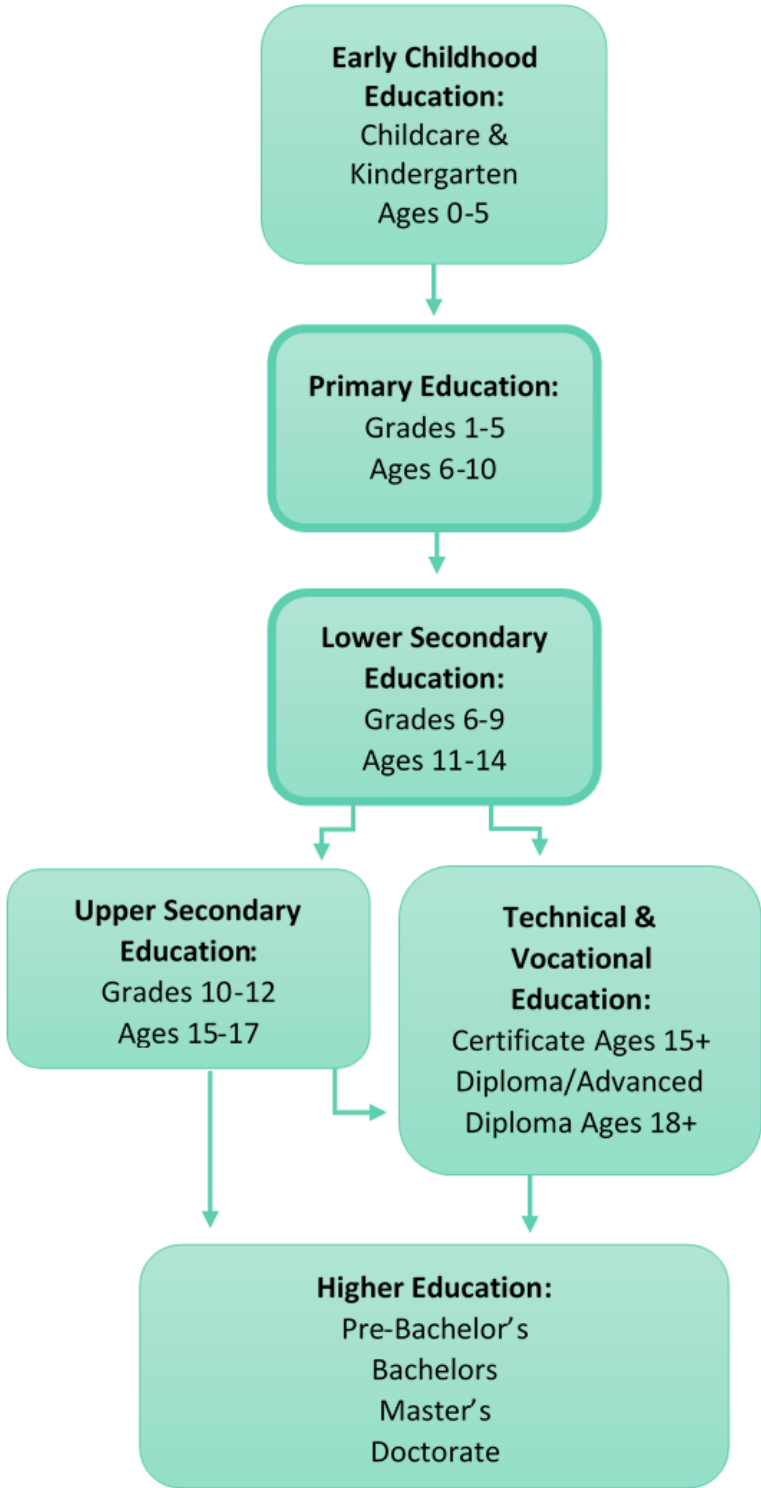 Early Childhood
Education:
Childcare &
Kindergarten
Ages 0-5
Primary Education:
Grades 1-5
Ages 6-10
Lower Secondary
Education:
Grades 6-9
Ages 11-14
Upper Secondary
Education:
Grades 10-12
Ages 15-17
Technical &
Vocational
Education:
Certificate Ages 15+
Diploma/Advanced
Diploma Ages 18+
Higher Education:
Pre-Bachelor's
Bachelors
Master's
Doctorate